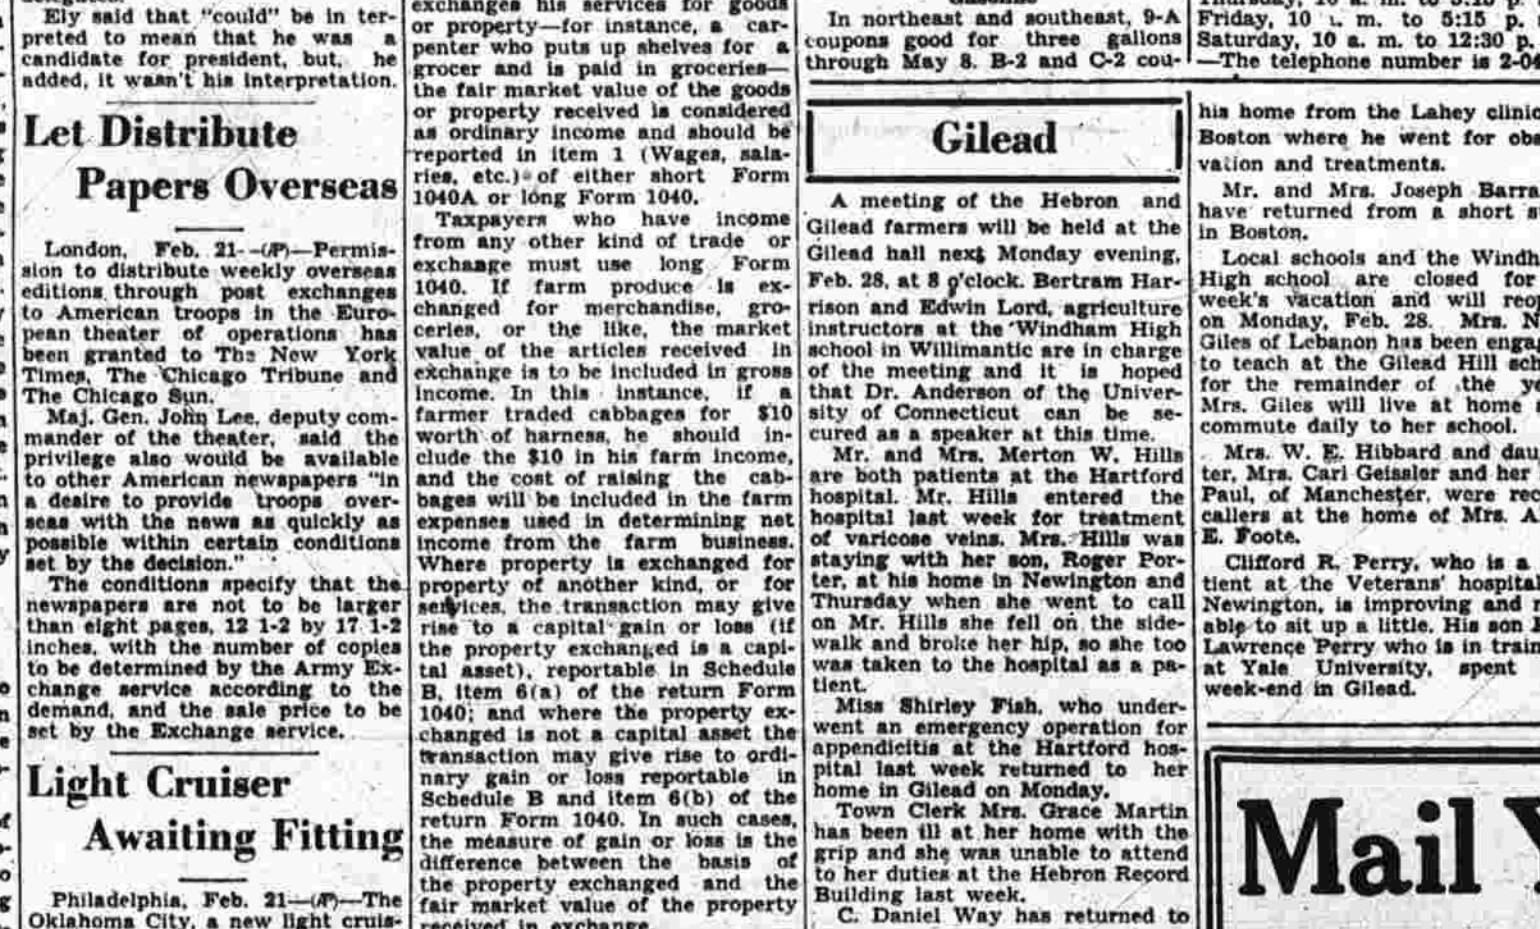 Ely said that "could" be in ter-
preted to mean that he was a
candidate for president, but, he
added, it wasn't his interpretation.
Let Distribute
Papers Overseas
London, Feb. 21--(AP)—Permis-
sion to distribute weekly overseas
editions through post exchanges
to American troops in the Euro-
pean theater of operations has
been granted to The New York
Times, The Chicago Tribune and
The Chicago Sun.
Maj. Gen. John Lee, deputy com-
mander of the theater, said the
privilege also would be available
to other American newspapers "in
a desire to provide troops over-
seas with the news as quickly as
possible within certain conditions
set by the decision."
The conditions specify that the
newspapers are not to be larger
than eight pages, 12 1-2 by 17 1-2
inches, with the number of copies
to be determined by the Army Ex-
change service according to the
demand, and the sale price to be
set by the Exchange service.
Light Cruiser
Awaiting Fitting
Philadelphia, Feb. 21—(AP)—The
Oklahoma City, a new light cruis-
exchanges his services for goods
or property—for instance, a car-
penter who puts up shelves for a
grocer and is paid in groceries—
the fair market value of the goods
or property received is considered
as ordinary income and should be
reported in item 1 (Wages, sala-
ries, etc.) of either short Form
1040A or long Form 1040.
Taxpayers who have income
from any other kind of trade or
exchange must use long Form
1040. If farm produce is ex-
changed for merchandise, gro-
ceries, or the like, the market
value of the articles received in
exchange is to be included in gross
income. In this instance, if a
farmer traded cabbages for $10
worth of harness, he should in-
clude the $10 in his farm income,
and the cost of raising the cab-
bages will be included in the farm
expenses used in determining net
income from the farm business.
Where property is exchanged for
property of another kind, or for
services, the transaction may give
rise to a capital gain or loss (if
the property exchanged is a capi-
tal asset), reportable in Schedule
B, item 6(a) of the return Form
1040; and where the property ex-
changed is not a capital asset the
transaction may give rise to ordi-
nary gain or loss reportable in
Schedule B and item 6(b) of the
return Form 1040. In such cases,
the measure of gain or loss is the
difference between the basis of
the property exchanged and the
fair market value of the property
received in exchange.
In northeast and southeast, 9-A
coupons good for three gallons
through May 8. B-2 and C-2 cou-
Gilead
A meeting of the Hebron and
Gilead farmers will be held at the
Gilead hall next Monday evening,
Feb. 28, at 8 o'clock. Bertram Har-
rison and Edwin Lord, agriculture
instructors at the Windham High
school in Willimantic are in charge
of the meeting and it is hoped
that Dr. Anderson of the Univer-
sity of Connecticut can be se-
cured as a speaker at this time.
Mr. and Mrs. Merton W. Hills
are both patients at the Hartford
hospital. Mr. Hills entered the
hospital last week for treatment
of varicose veins. Mrs. Hills was
staying with her son, Roger Por-
ter, at his home in Newington and
Thursday when she went to call
on Mr. Hills she fell on the side-
walk and broke her hip, so she too
was taken to the hospital as a pa-
tient.
Miss Shirley Fish, who under-
went an emergency operation for
appendicitis at the Hartford hos-
pital last week returned to her
home in Gilead on Monday.
Town Clerk Mrs. Grace Martin
has been ill at her home with the
grip and she was unable to attend
to her duties at the Hebron Record
Building last week.
C. Daniel Way has returned to
Friday, 10 m. to 5:15 p.
Saturday, 10 a. m. to 12:30 p.
—The telephone number is 2-04
his home from the Lahey clinic
Boston where he went for obs
vation and treatments.
Mr. and Mrs. Joseph Barra
have returned from a short s
in Boston.
Local schools and the Windh
High school are closed for
week's vacation and will reo
on Monday, Feb. 28. Mrs. N
Giles of Lebanon has been engag
to teach at the Gilead Hill sch
for the remainder of the ye
Mrs. Giles will live at home
commute daily to her school.
Mrs. W. E. Hibbard and dau
ter, Mrs. Carl Geissler and her
Paul, of Manchester, were rec
callers at the home of Mrs. A.
E. Foote.
Clifford R. Perry, who is a
tient at the Veterans' hospital
Newington, is improving and
able to sit up a little. His son
Lawrence Perry who is in train
at Yale University, spent
week-end in Gilead.
Mail